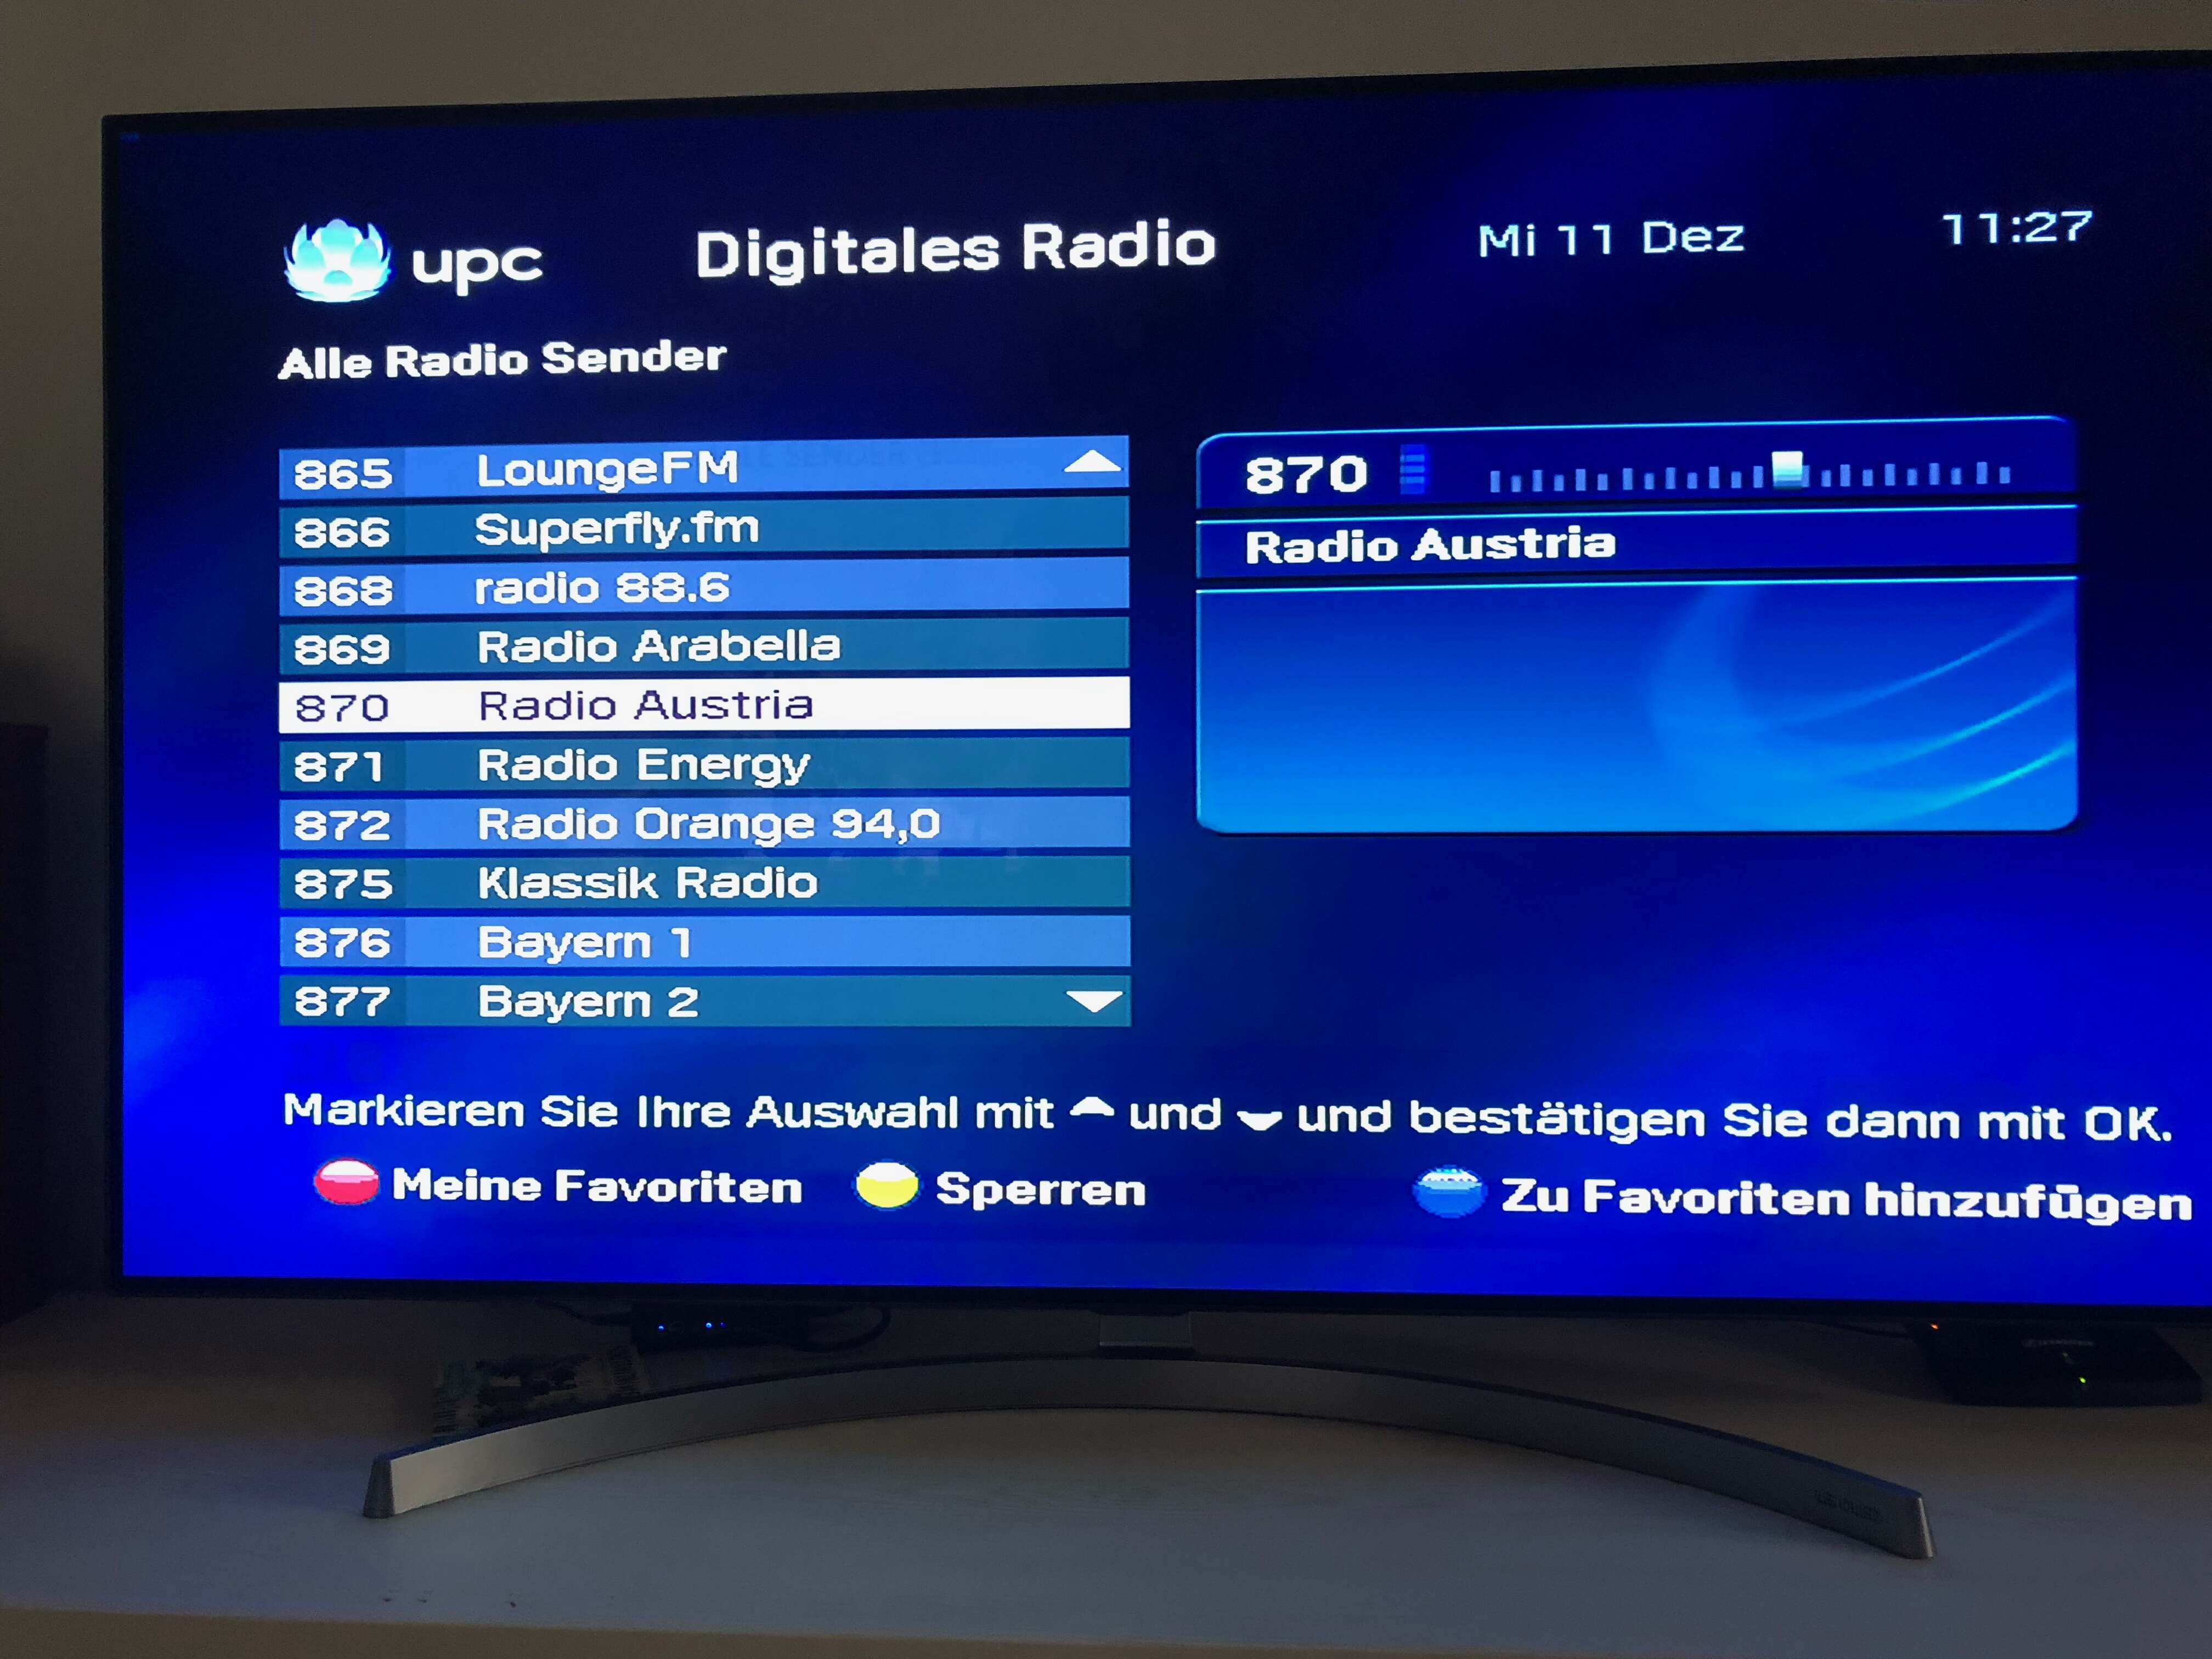 upc Digitales Radio Mi 11 Dez 11:27
Alle Radio Sender
865 LoungeFM
866 Superfly.fm
868 radio 88.6
869 Radio Arabella
870 Radio Austria
871 Radio Energy
872 Radio Orange 94,0
875 Klassik Radio
876 Bayern 1
877 Bayern 2
870
Radio Austria
Markieren Sie Ihre Auswahl mit und und bestätigen Sie dann mit OK.
Meine Favoriten Sperren Zu Favoriten hinzufügen